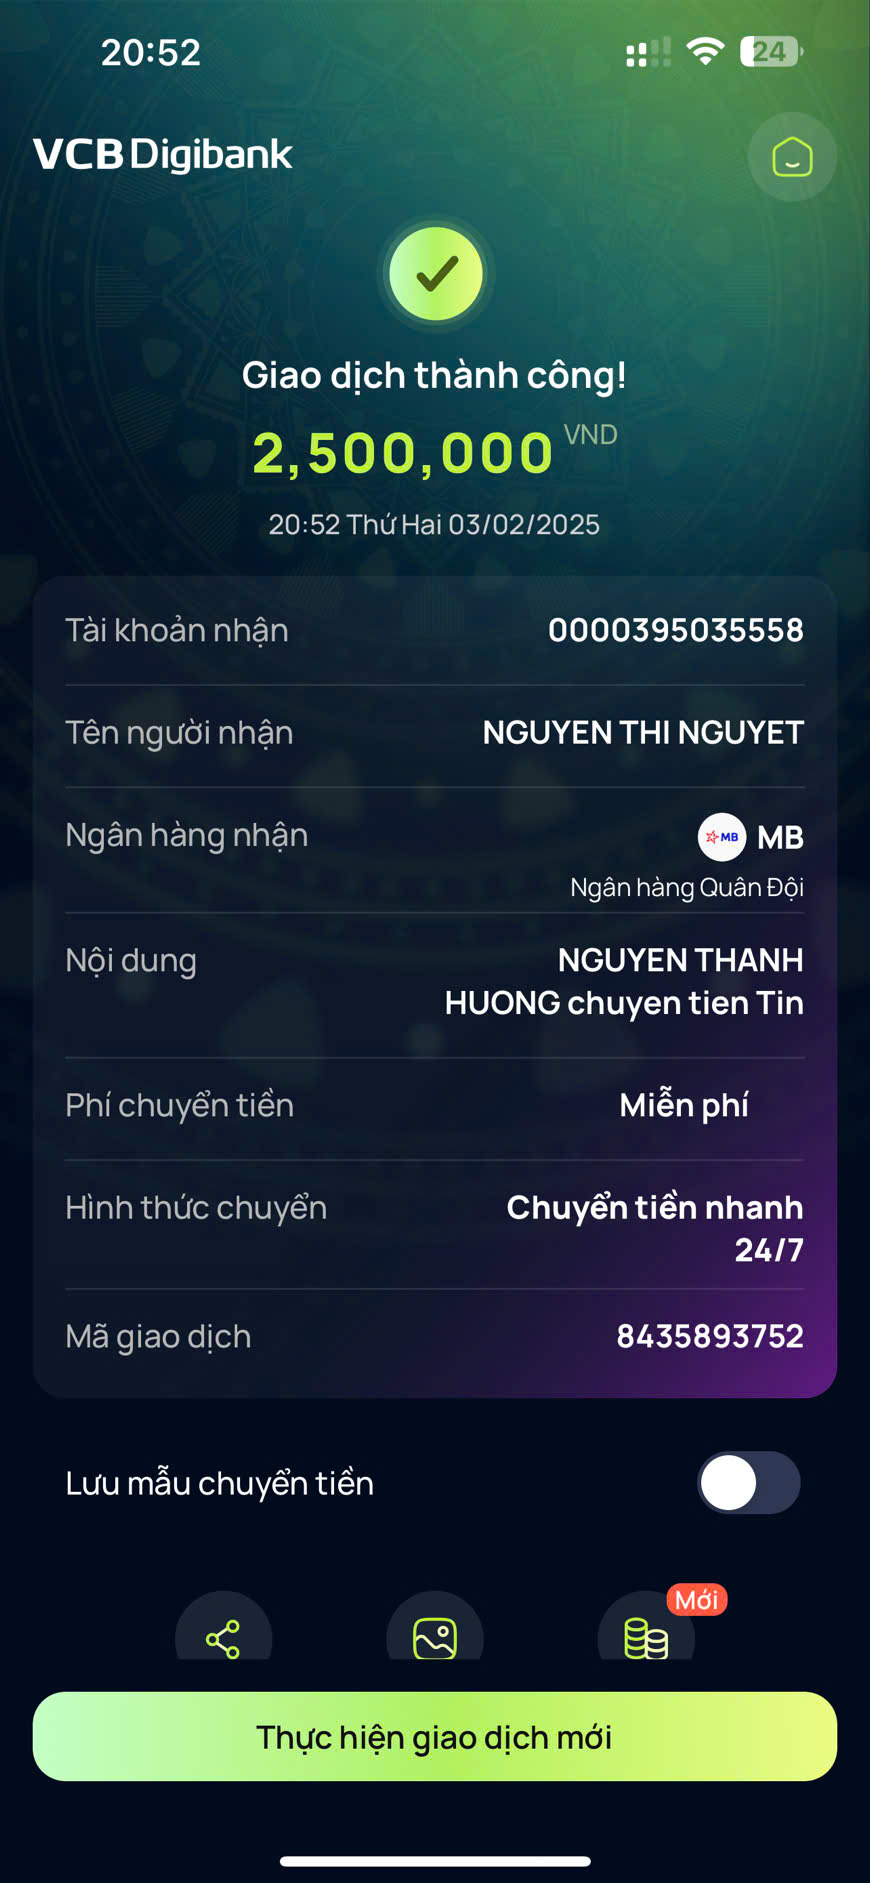 20:52
24
VCB Digibank
Giao dịch thành công!
2,500,000 VND
20:52 Thứ Hai 03/02/2025
Tài khoản nhận 0000395035558
Tên người nhận NGUYEN THI NGUYET
Ngân hàng nhận MB MB
Ngân hàng Quân Đội
Nội dung NGUYEN THANH
HUONG chuyen tien Tin
Phí chuyển tiền Miễn phí
Hình thức chuyển Chuyển tiền nhanh
24/7
Mã giao dịch 8435893752
Lưu mẫu chuyển tiền
Mới
Thực hiện giao dịch mới